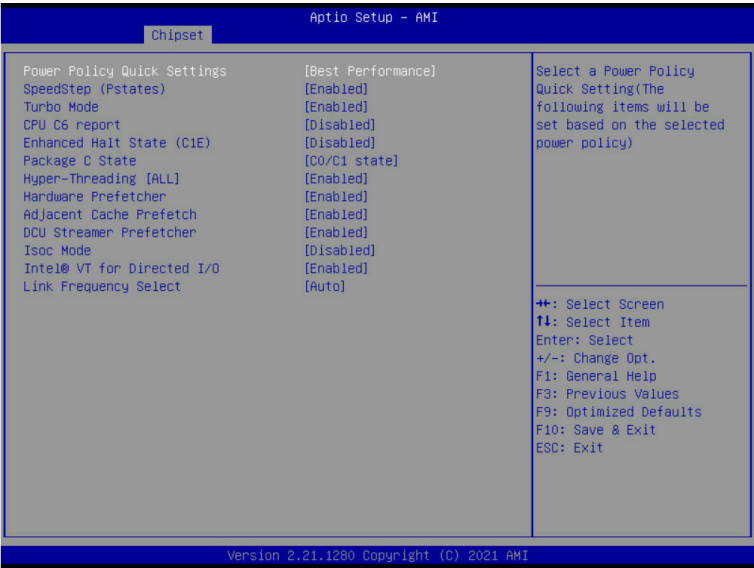 Aptio Setup – AMI
Chipset
Power Policy Quick Settings [Best Performance]
SpeedStep (Pstates) [Enabled]
Turbo Mode [Enabled]
CPU C6 report [Disabled]
Enhanced Halt State (C1E) [Disabled]
Package C State [C0/C1 state]
Hyper-Threading [ALL] [Enabled]
Hardware Prefetcher [Enabled]
Adjacent Cache Prefetch [Enabled]
DCU Streamer Prefetcher [Enabled]
Isoc Mode [Disabled]
Intel® VT for Directed I/O [Enabled]
Link Frequency Select [Auto]
Select a Power Policy
Quick Setting(The
following items will be
set based on the selected
power policy)
→←: Select Screen
↑↓: Select Item
Enter: Select
+/-: Change Opt.
F1: General Help
F3: Previous Values
F9: Optimized Defaults
F10: Save & Exit
ESC: Exit
Version 2.21.1280 Copyright (C) 2021 AMI